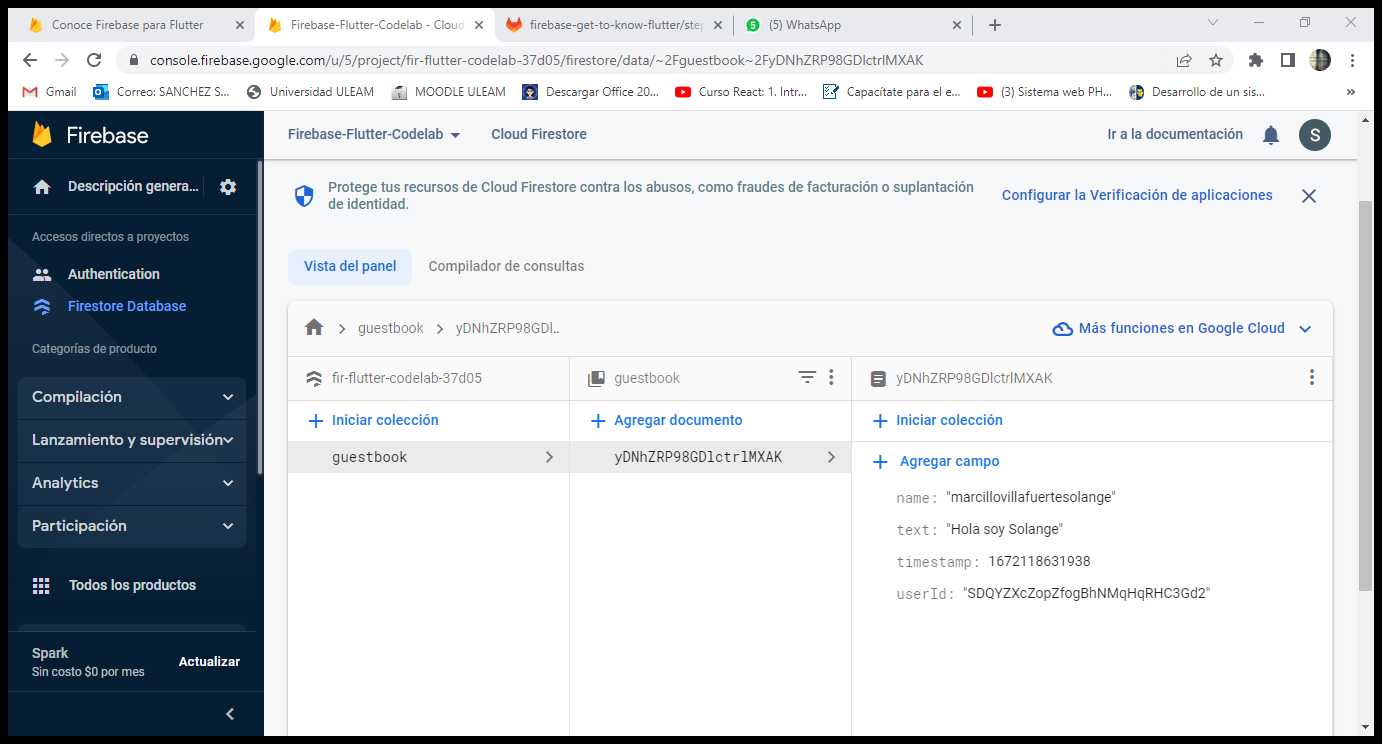 Conoce Firebase para Flutter
Firebase-Flutter-Codelab - Cloud
firebase-get-to-know-flutter/step
5
(5) WhatsApp
console.firebase.google.com/u/5/project/fir-flutter-codelab-37d05/firestore/data/~2Fguestbook~2FyDNhZRP98GDlctrlMXAK
Gmail
Correo: SANCHEZ S...
Universidad ULEAM
MOODLE ULEAM
Descargar Office 20...
Curso React: 1. Intr...
Capacítate para el e...
(3) Sistema web PH...
Desarrollo de un sis...
»
Firebase
Firebase-Flutter-Codelab
Cloud Firestore
Ir a la documentación
S
Descripción genera...
Protege tus recursos de Cloud Firestore contra los abusos, como fraudes de facturación o suplantación
de identidad.
Configurar la Verificación de aplicaciones
Accesos directos a proyectos
Authentication
Firestore Database
Categorías de producto
Compilación
Lanzamiento y supervisión
Analytics
Participación
Todos los productos
Spark
Sin costo $0 por mes
Actualizar
Vista del panel
Compilador de consultas
guestbook
yDNhZRP98GDl..
Más funciones en Google Cloud
fir-flutter-codelab-37d05
guestbook
yDNhZRP98GDlctrlMXAK
Iniciar colección
Agregar documento
Iniciar colección
guestbook
yDNhZRP98GDlctrlMXAK
Agregar campo
name: "marcillovillafuertesolange"
text: "Hola soy Solange"
timestamp: 1672118631938
userId: "SDQYZXcZopZfogBhNMqHqRHC3Gd2"